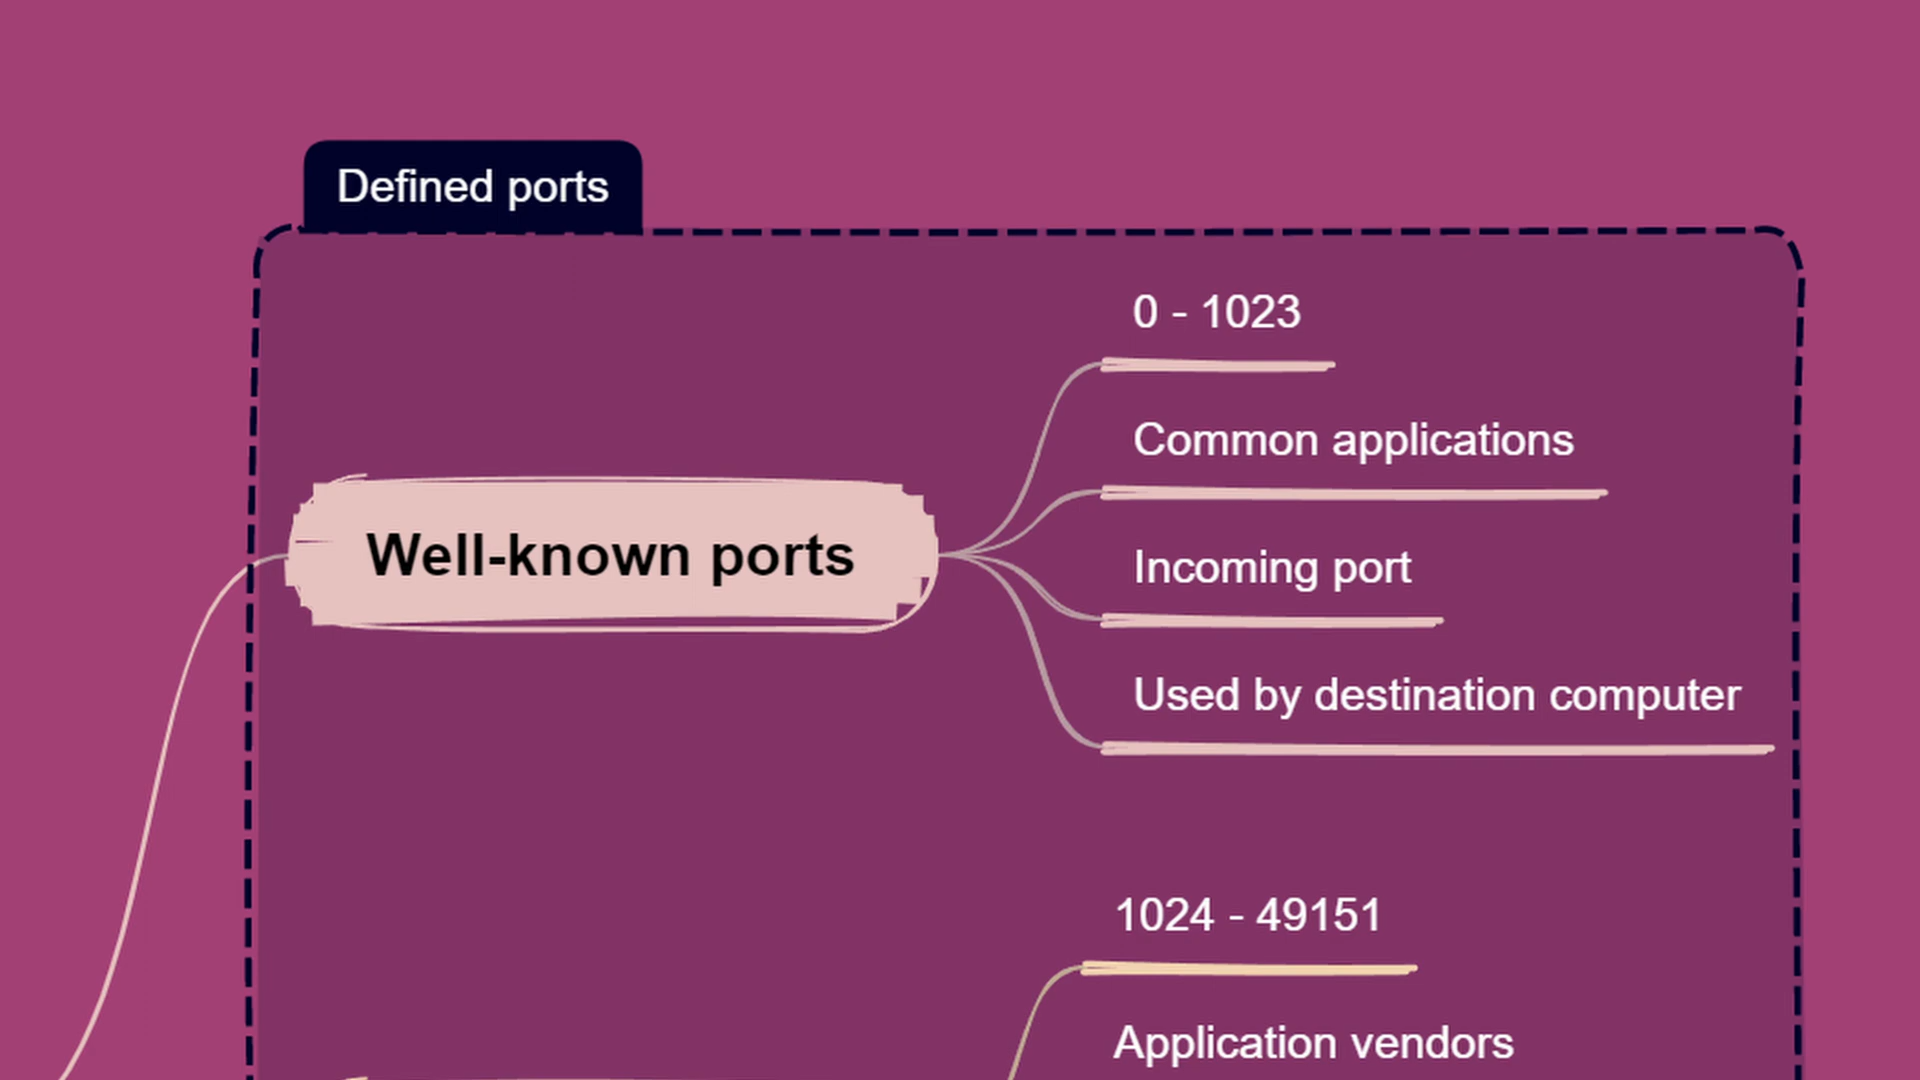 Defined ports
0 - 1023
Common applications
Well-known ports
Incoming port
Used by destination computer
1024 - 49151
Application vendors